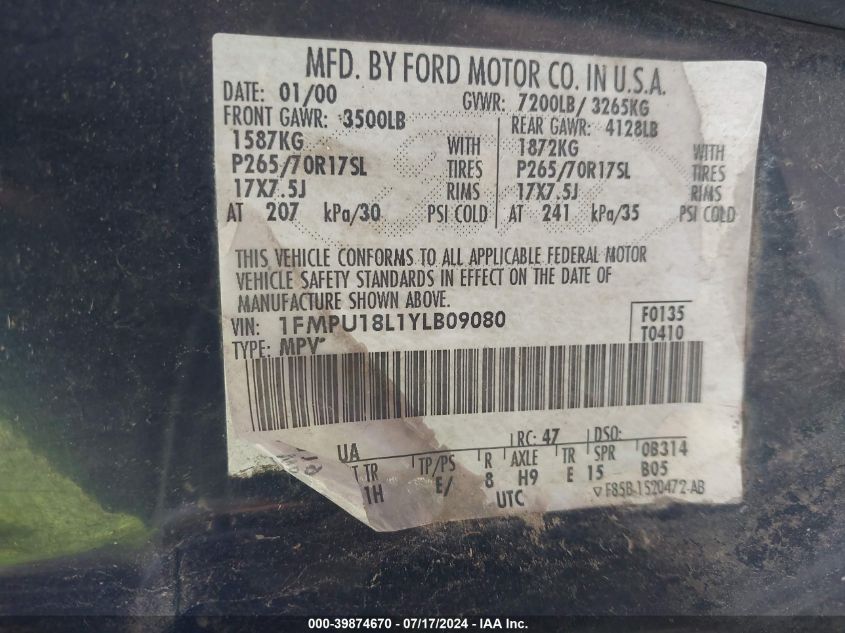 MFD. BY FORD MOTOR CO. IN U.S.A.
DATE: 01/00 GVWR: 7200LB/ 3265KG
FRONT GAWR: 3500LB REAR GAWR: 4128LB
1587KG WITH 1872KG WITH
P265/70R17SL TIRES P265/70R17SL TIRES
17X7.5J RIMS 17X7.5J RIMS
AT 207 kPa/30 PSI COLD AT 241 kPa/35 PSI COLD
THIS VEHICLE CONFORMS TO ALL APPLICABLE FEDERAL MOTOR
VEHICLE SAFETY STANDARDS IN EFFECT ON THE DATE OF
MANUFACTURE SHOWN ABOVE.
VIN: 1FMPU18L1YLB09080 F0135
TYPE: MPV* T0410
UA RC: 47 DSO:
T TR TP/PS R AXLE TR SPR 0B314
1H E/ 8 H9 E 15 B05
UTC ▽ F85B-1520472-AB
000-39874670 - 07/17/2024 - IAA Inc.